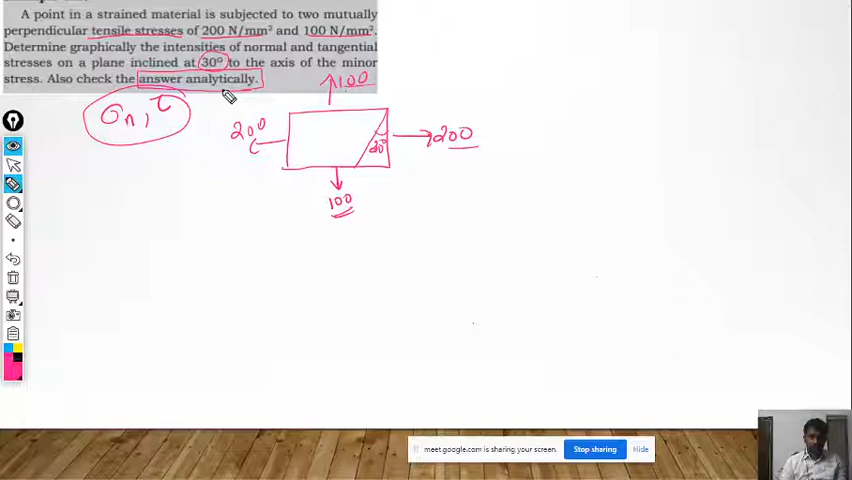 A point in a strained material is subjected to two mutually
perpendicular tensile stresses of 200 N/mm² and 100 N/mm².
Determine graphically the intensities of normal and tangential
stresses on a plane inclined at 30° to the axis of the minor
stress. Also check the answer analytically.
σn, τ
100
200
30°
200
100
meet.google.com is sharing your screen.
Stop sharing
Hide